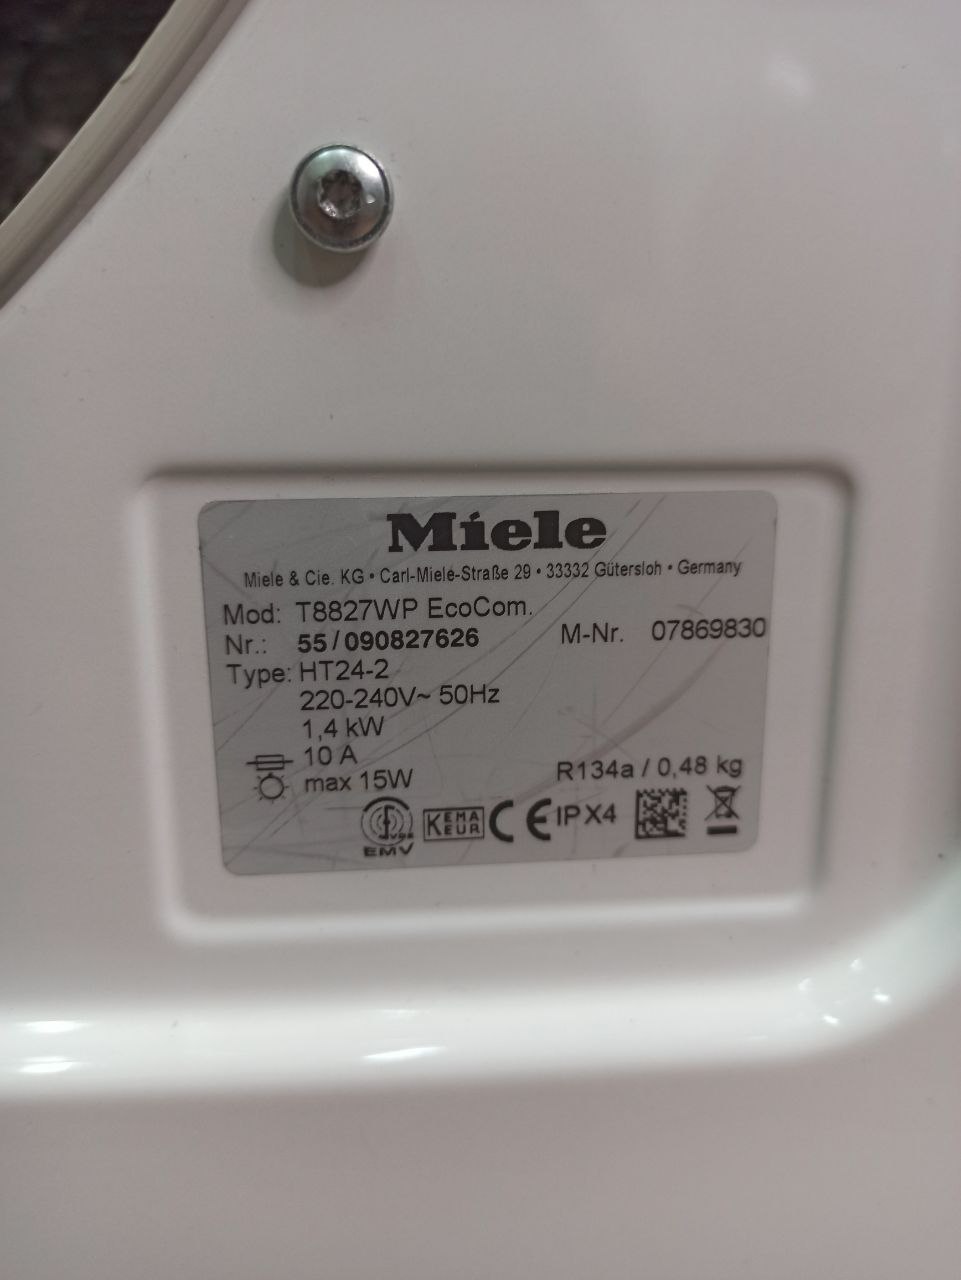 Miele
Miele & Cie. KG • Carl-Miele-Straße 29 • 33332 Gütersloh • Germany
Mod: T8827WP EcoCom.
Nr.: 55/090827626 M-Nr. 07869830
Type: HT24-2
220-240V~ 50Hz
1,4 kW
10 A
max 15W R134a / 0,48 kg
VDE EMV KEMA EUR CE IPX4